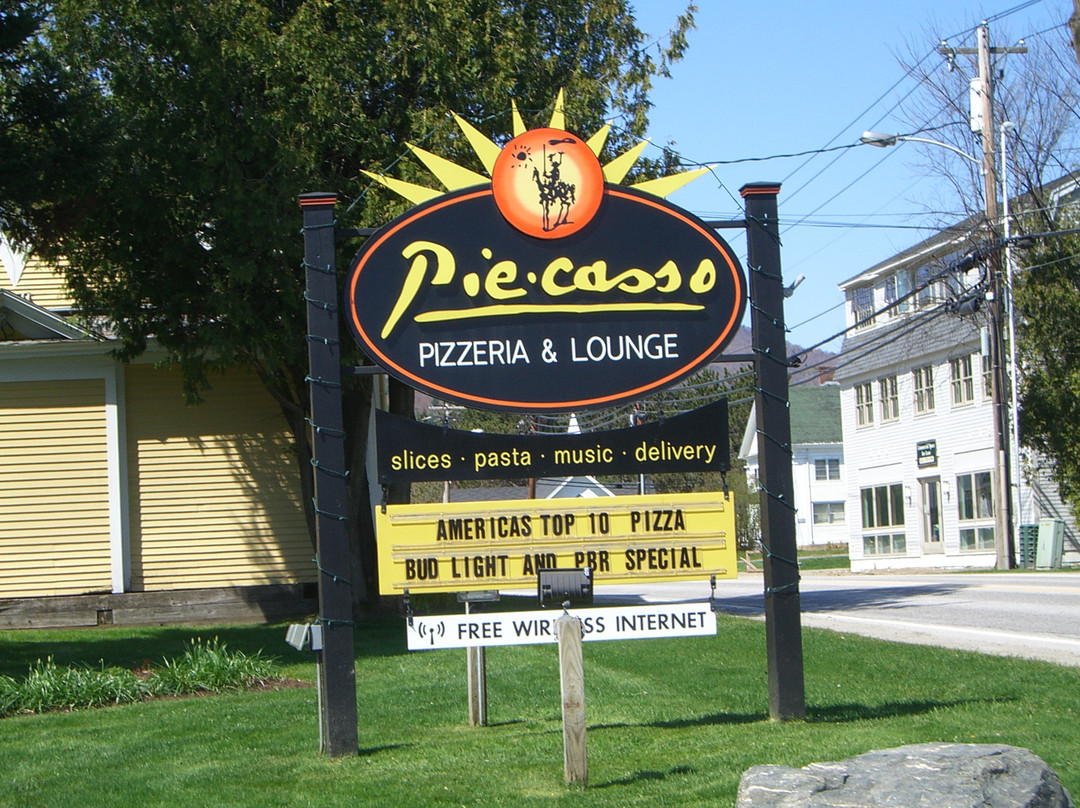 Pie·casso
PIZZERIA & LOUNGE
slices · pasta · music · delivery
AMERICAS TOP 10 PIZZA
BUD LIGHT AND PBR SPECIAL
FREE WIRELESS INTERNET